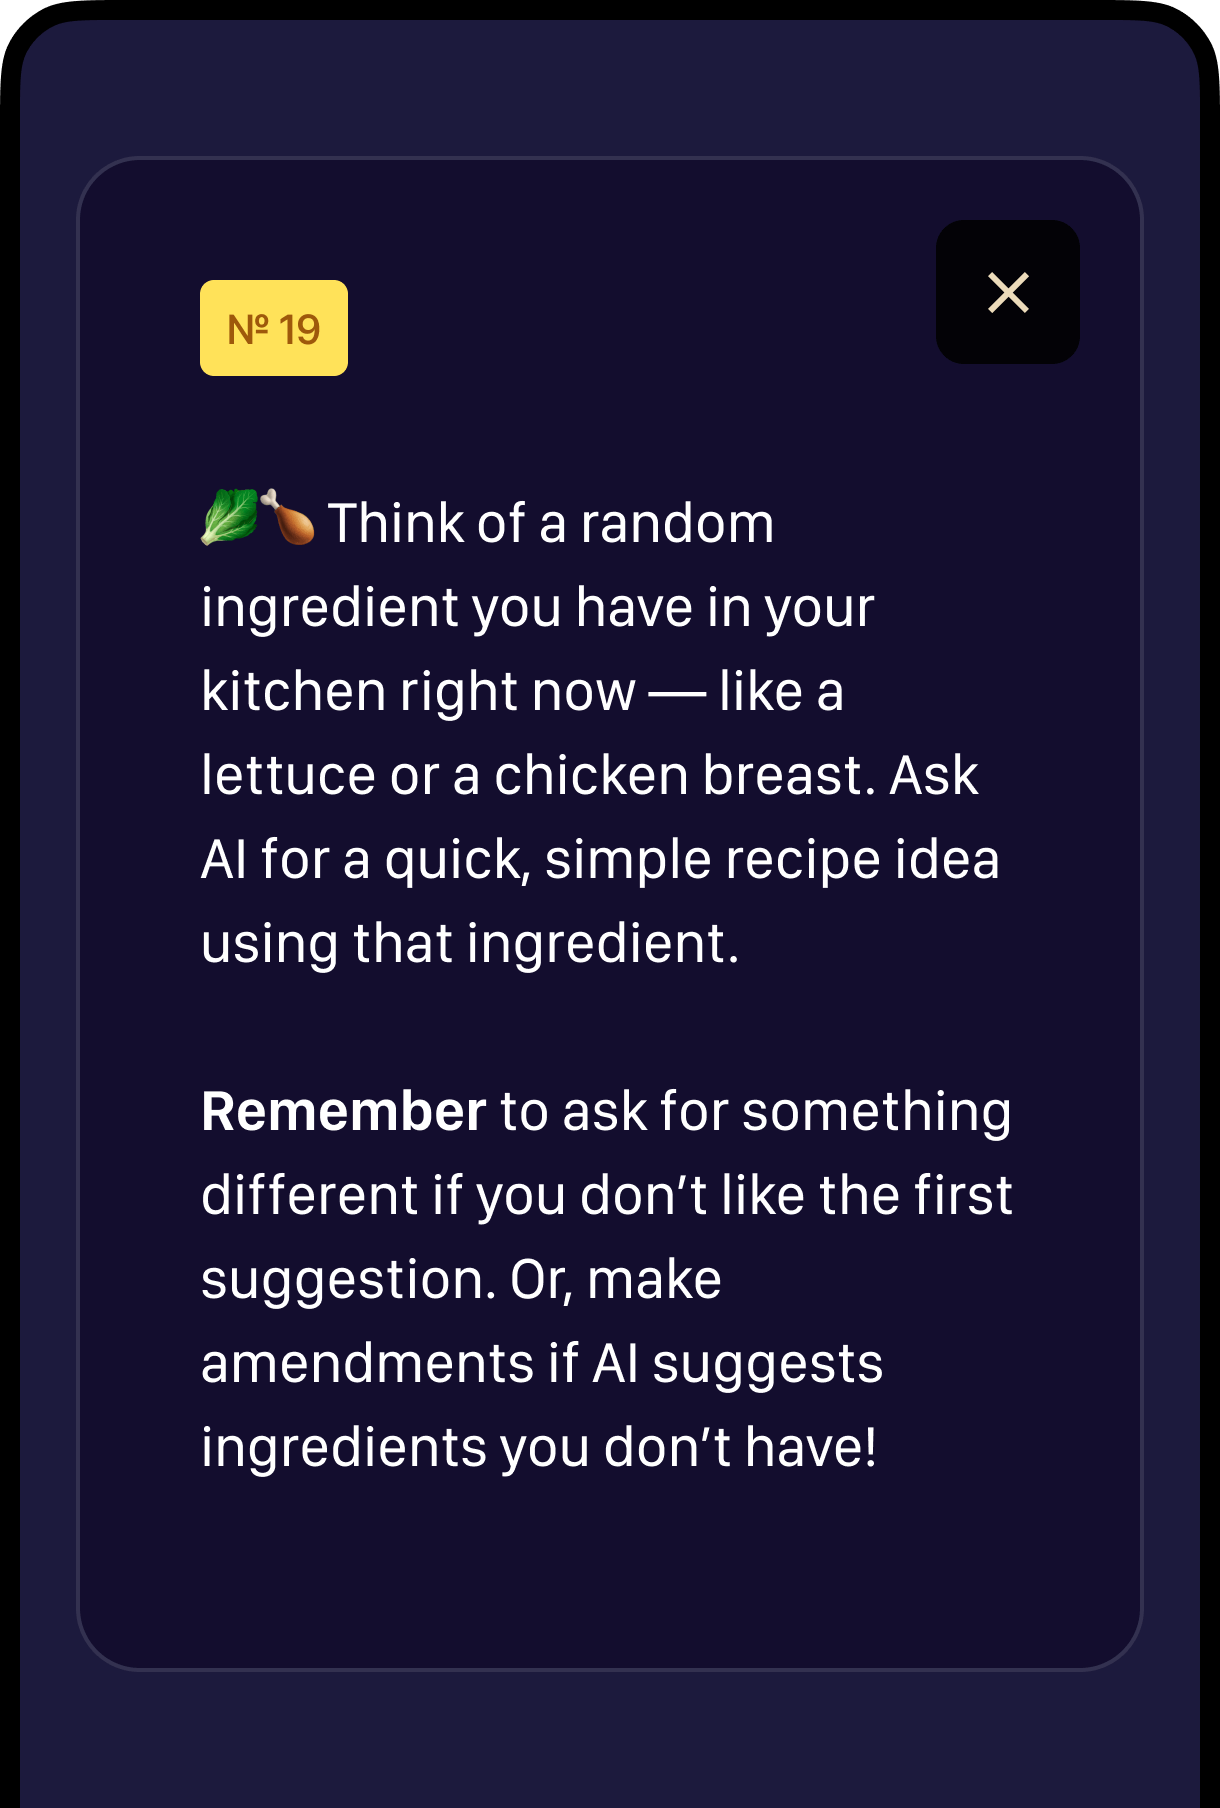 № 19
🥬🍗 Think of a random
ingredient you have in your
kitchen right now — like a
lettuce or a chicken breast. Ask
AI for a quick, simple recipe idea
using that ingredient.
Remember to ask for something
different if you don’t like the first
suggestion. Or, make
amendments if AI suggests
ingredients you don’t have!